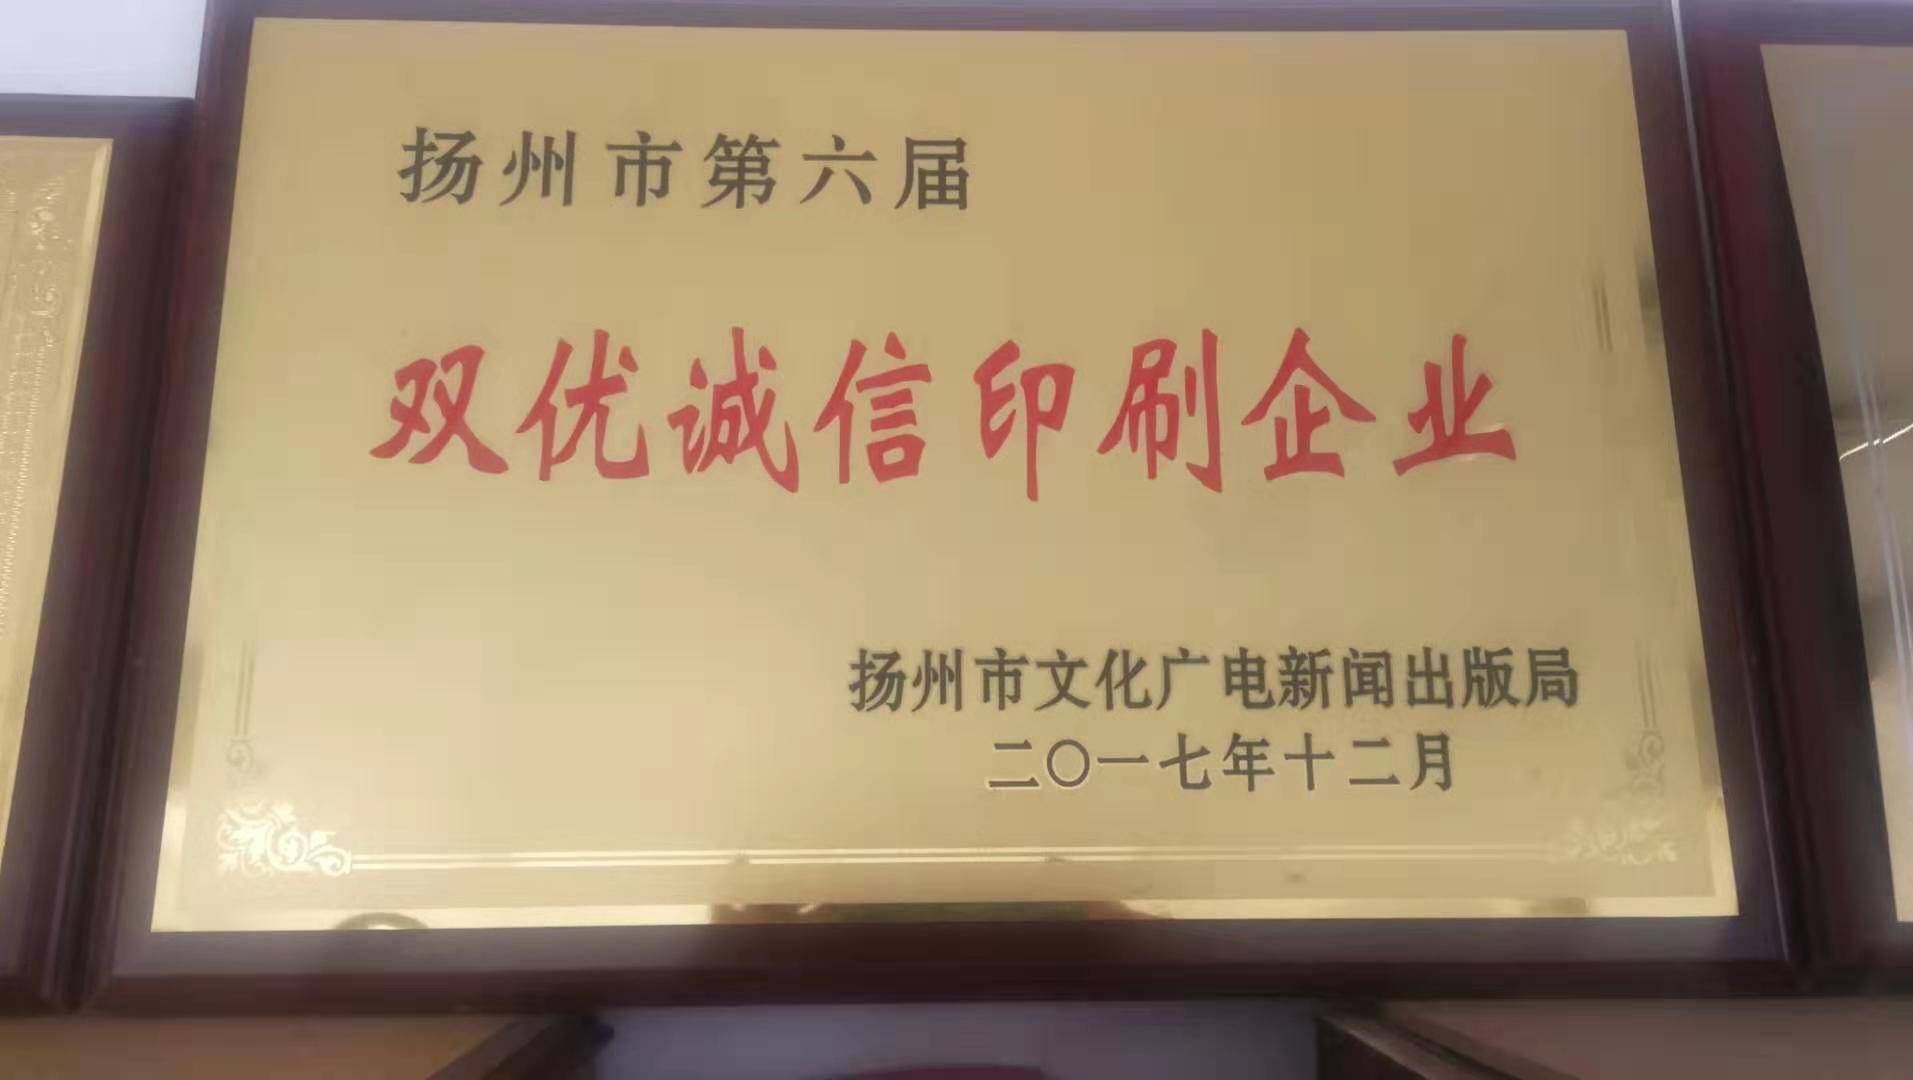 扬州市第六届
双优诚信印刷企业
扬州市文化广电新闻出版局
二〇一七年十二月